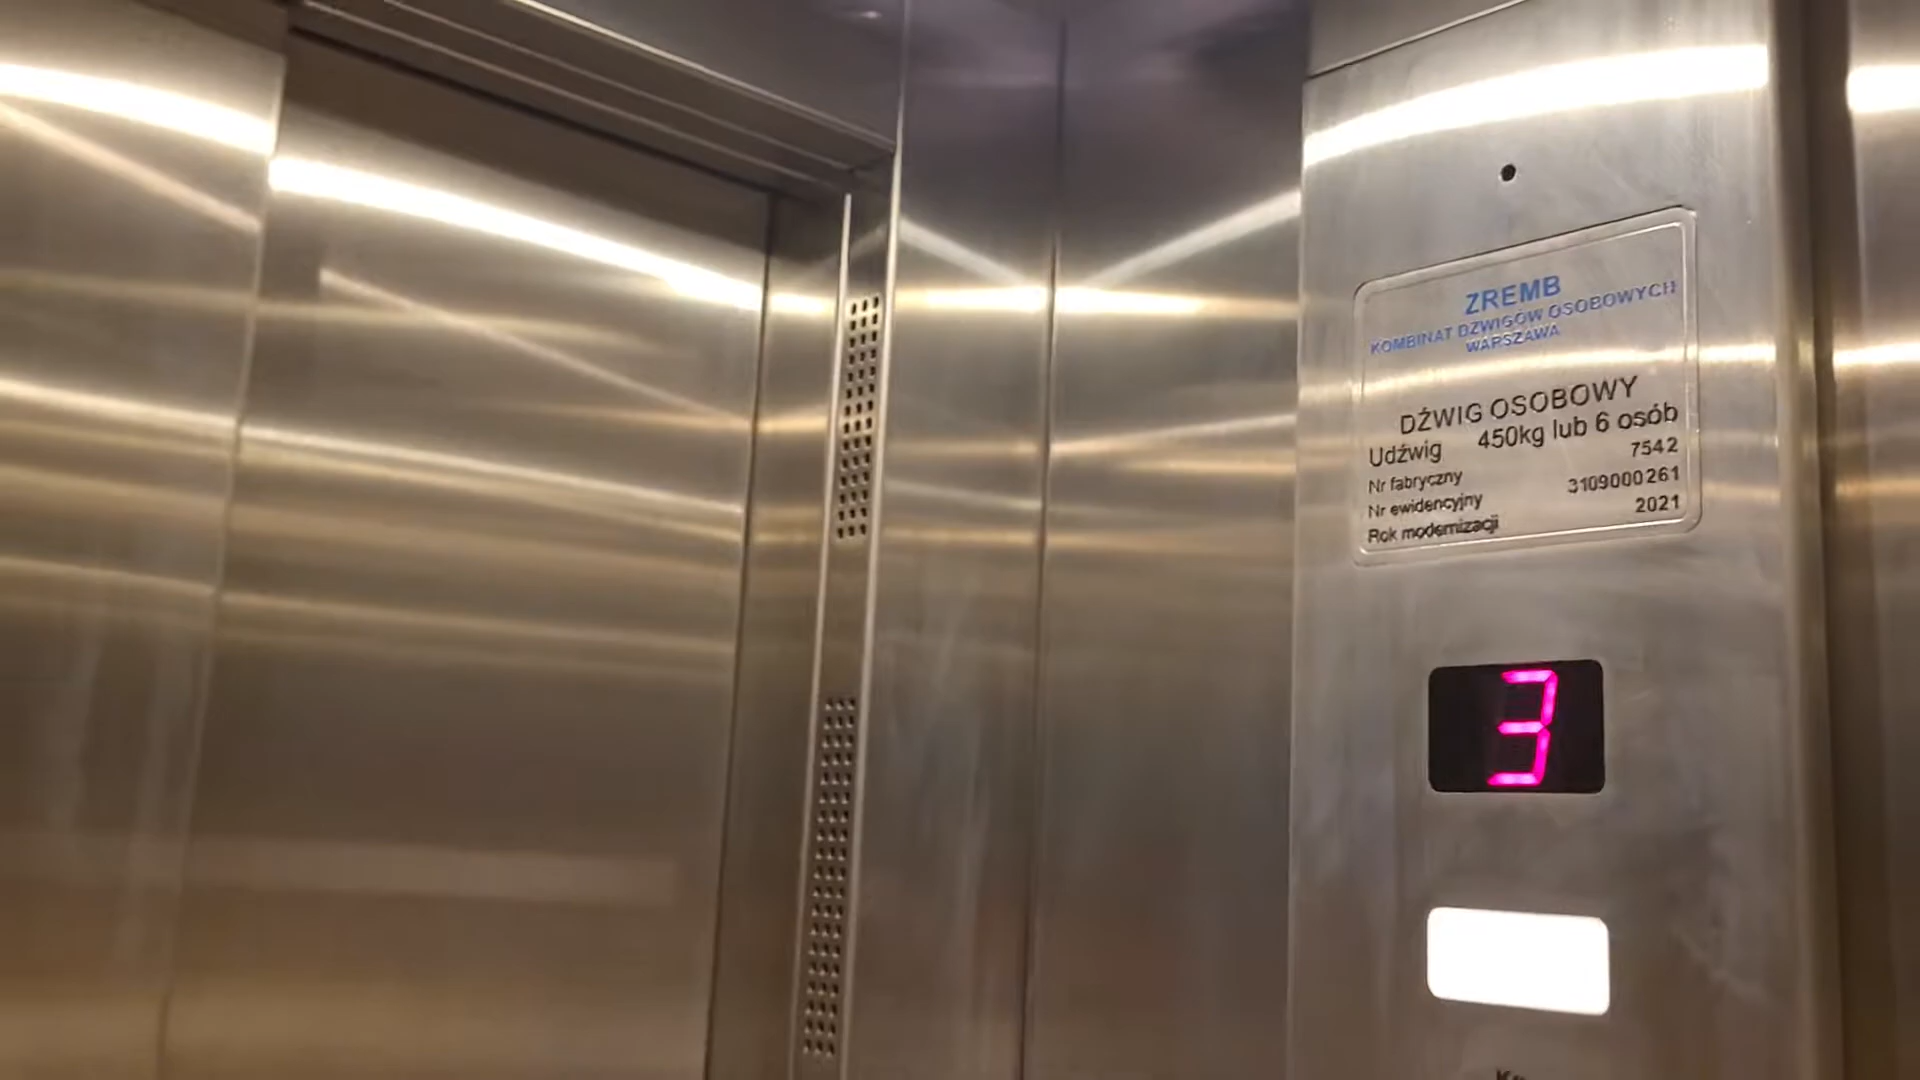 ZREMB
KOMBINAT DŹWIGÓW OSOBOWYCH
WARSZAWA
DŹWIG OSOBOWY
Udźwig 450kg lub 6 osób
Nr fabryczny 7542
Nr ewidencyjny 3109000261
Rok modernizacji 2021
3